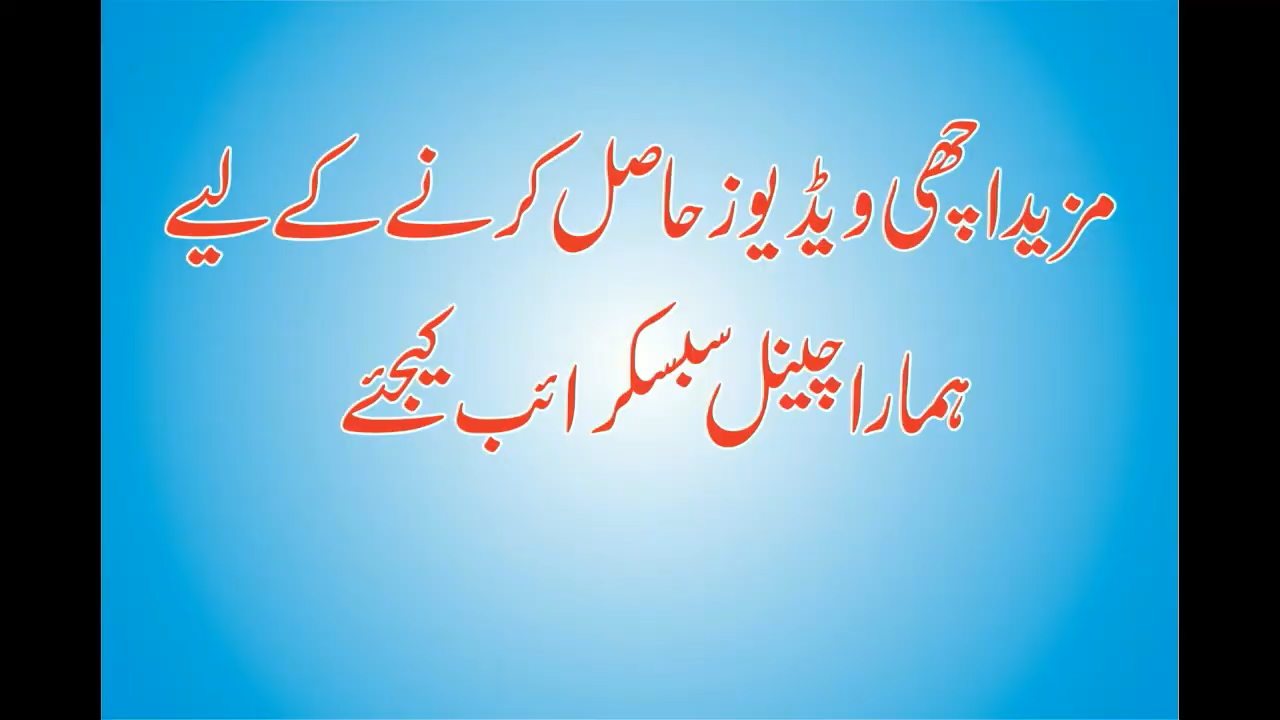 مزید اچھی ویڈیوز حاصل کرنے کے لیے
ہمارا چینل سبسکرائب کیجئے